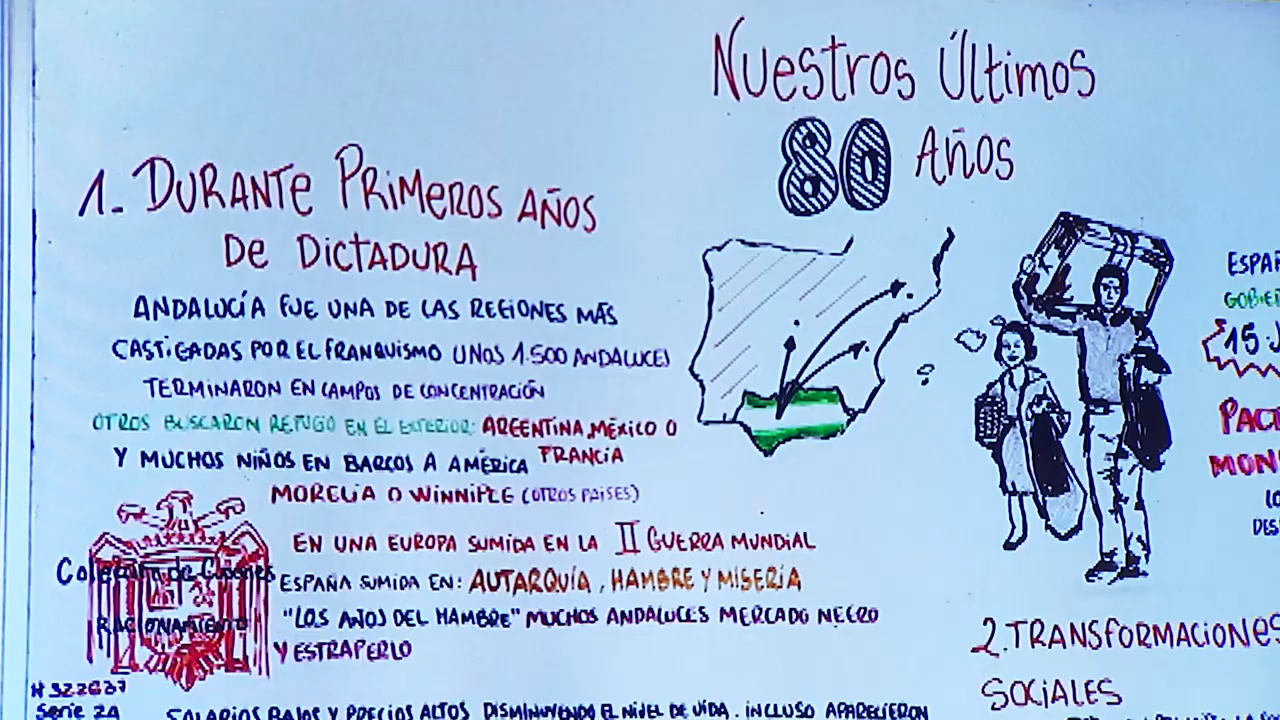 Nuestros Últimos
80 Años
1. DURANTE PRIMEROS AÑOS
DE DICTADURA
ANDALUCÍA FUE UNA DE LAS REGIONES MÁS
CASTIGADAS POR EL FRANQUISMO UNOS 1.500 ANDALUCES
TERMINARON EN CAMPOS DE CONCENTRACIÓN
OTROS BUSCARON REFUGIO EN EL EXTERIOR: ARGENTINA, MÉXICO O
FRANCIA
Y MUCHOS NIÑOS EN BARCOS A AMÉRICA
MORELIA O WINNIPEG (OTROS PAISES)
EN UNA EUROPA SUMIDA EN LA II GUERRA MUNDIAL
ESPAÑA SUMIDA EN: AUTARQUÍA, HAMBRE Y MISERIA
"LOS AÑOS DEL HAMBRE" MUCHOS ANDALUCES MERCADO NEGRO
Y ESTRAPERLO
Colección de Cupones
RACIONAMIENTO
Serie 2A
SALARIOS BAJOS Y PRECIOS ALTOS DISMINUYENDO EL NIVEL DE VIDA. INCLUSO APARECIERON
15 J
2. TRANSFORMACIONES
SOCIALES